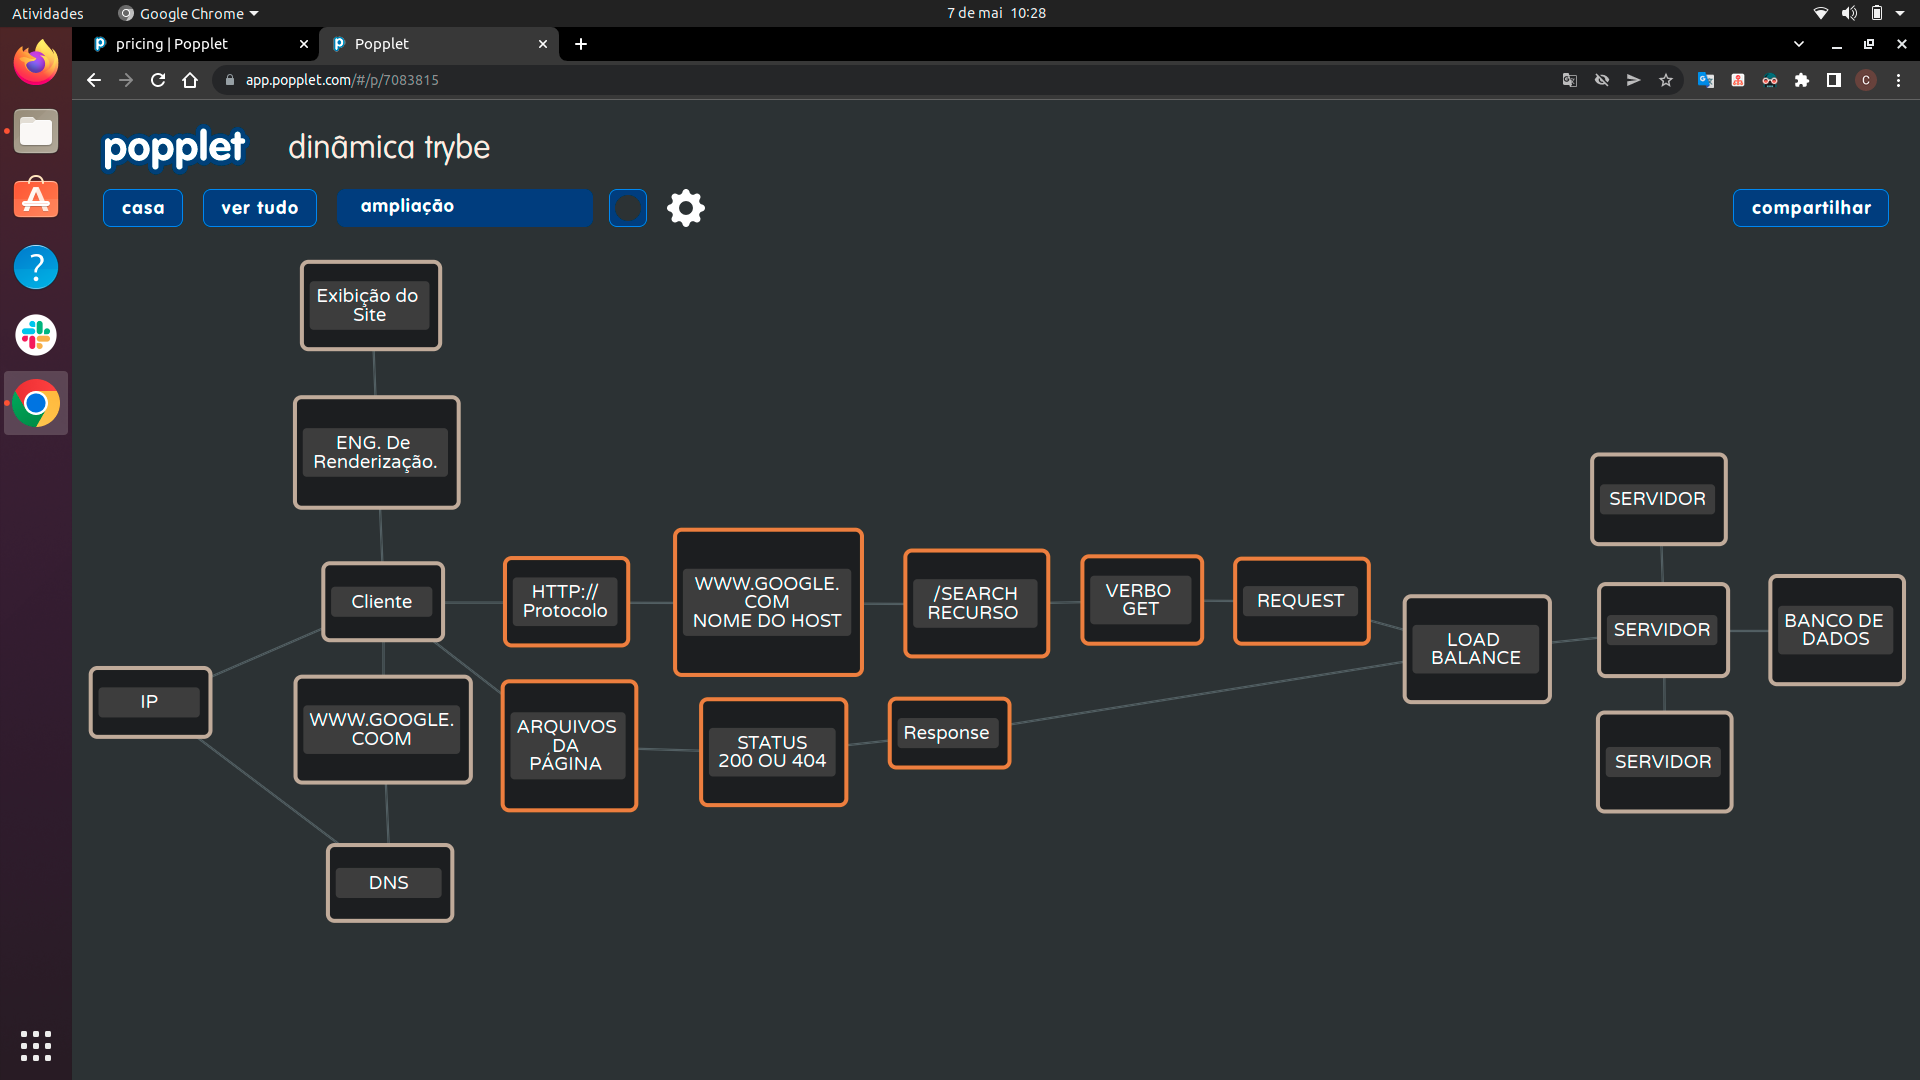 Atividades
Google Chrome
7 de mai 10:28
pricing | Popplet
Popplet
app.popplet.com/#/p/7083815
C
popplet
dinâmica trybe
casa
ver tudo
ampliação
compartilhar
Exibição do
Site
ENG. De
Renderização.
Cliente
HTTP://
Protocolo
WWW.GOOGLE.
COM
NOME DO HOST
/SEARCH
RECURSO
VERBO
GET
REQUEST
LOAD
BALANCE
SERVIDOR
SERVIDOR
BANCO DE
DADOS
SERVIDOR
IP
WWW.GOOGLE.
COOM
ARQUIVOS
DA
PÁGINA
STATUS
200 OU 404
Response
DNS